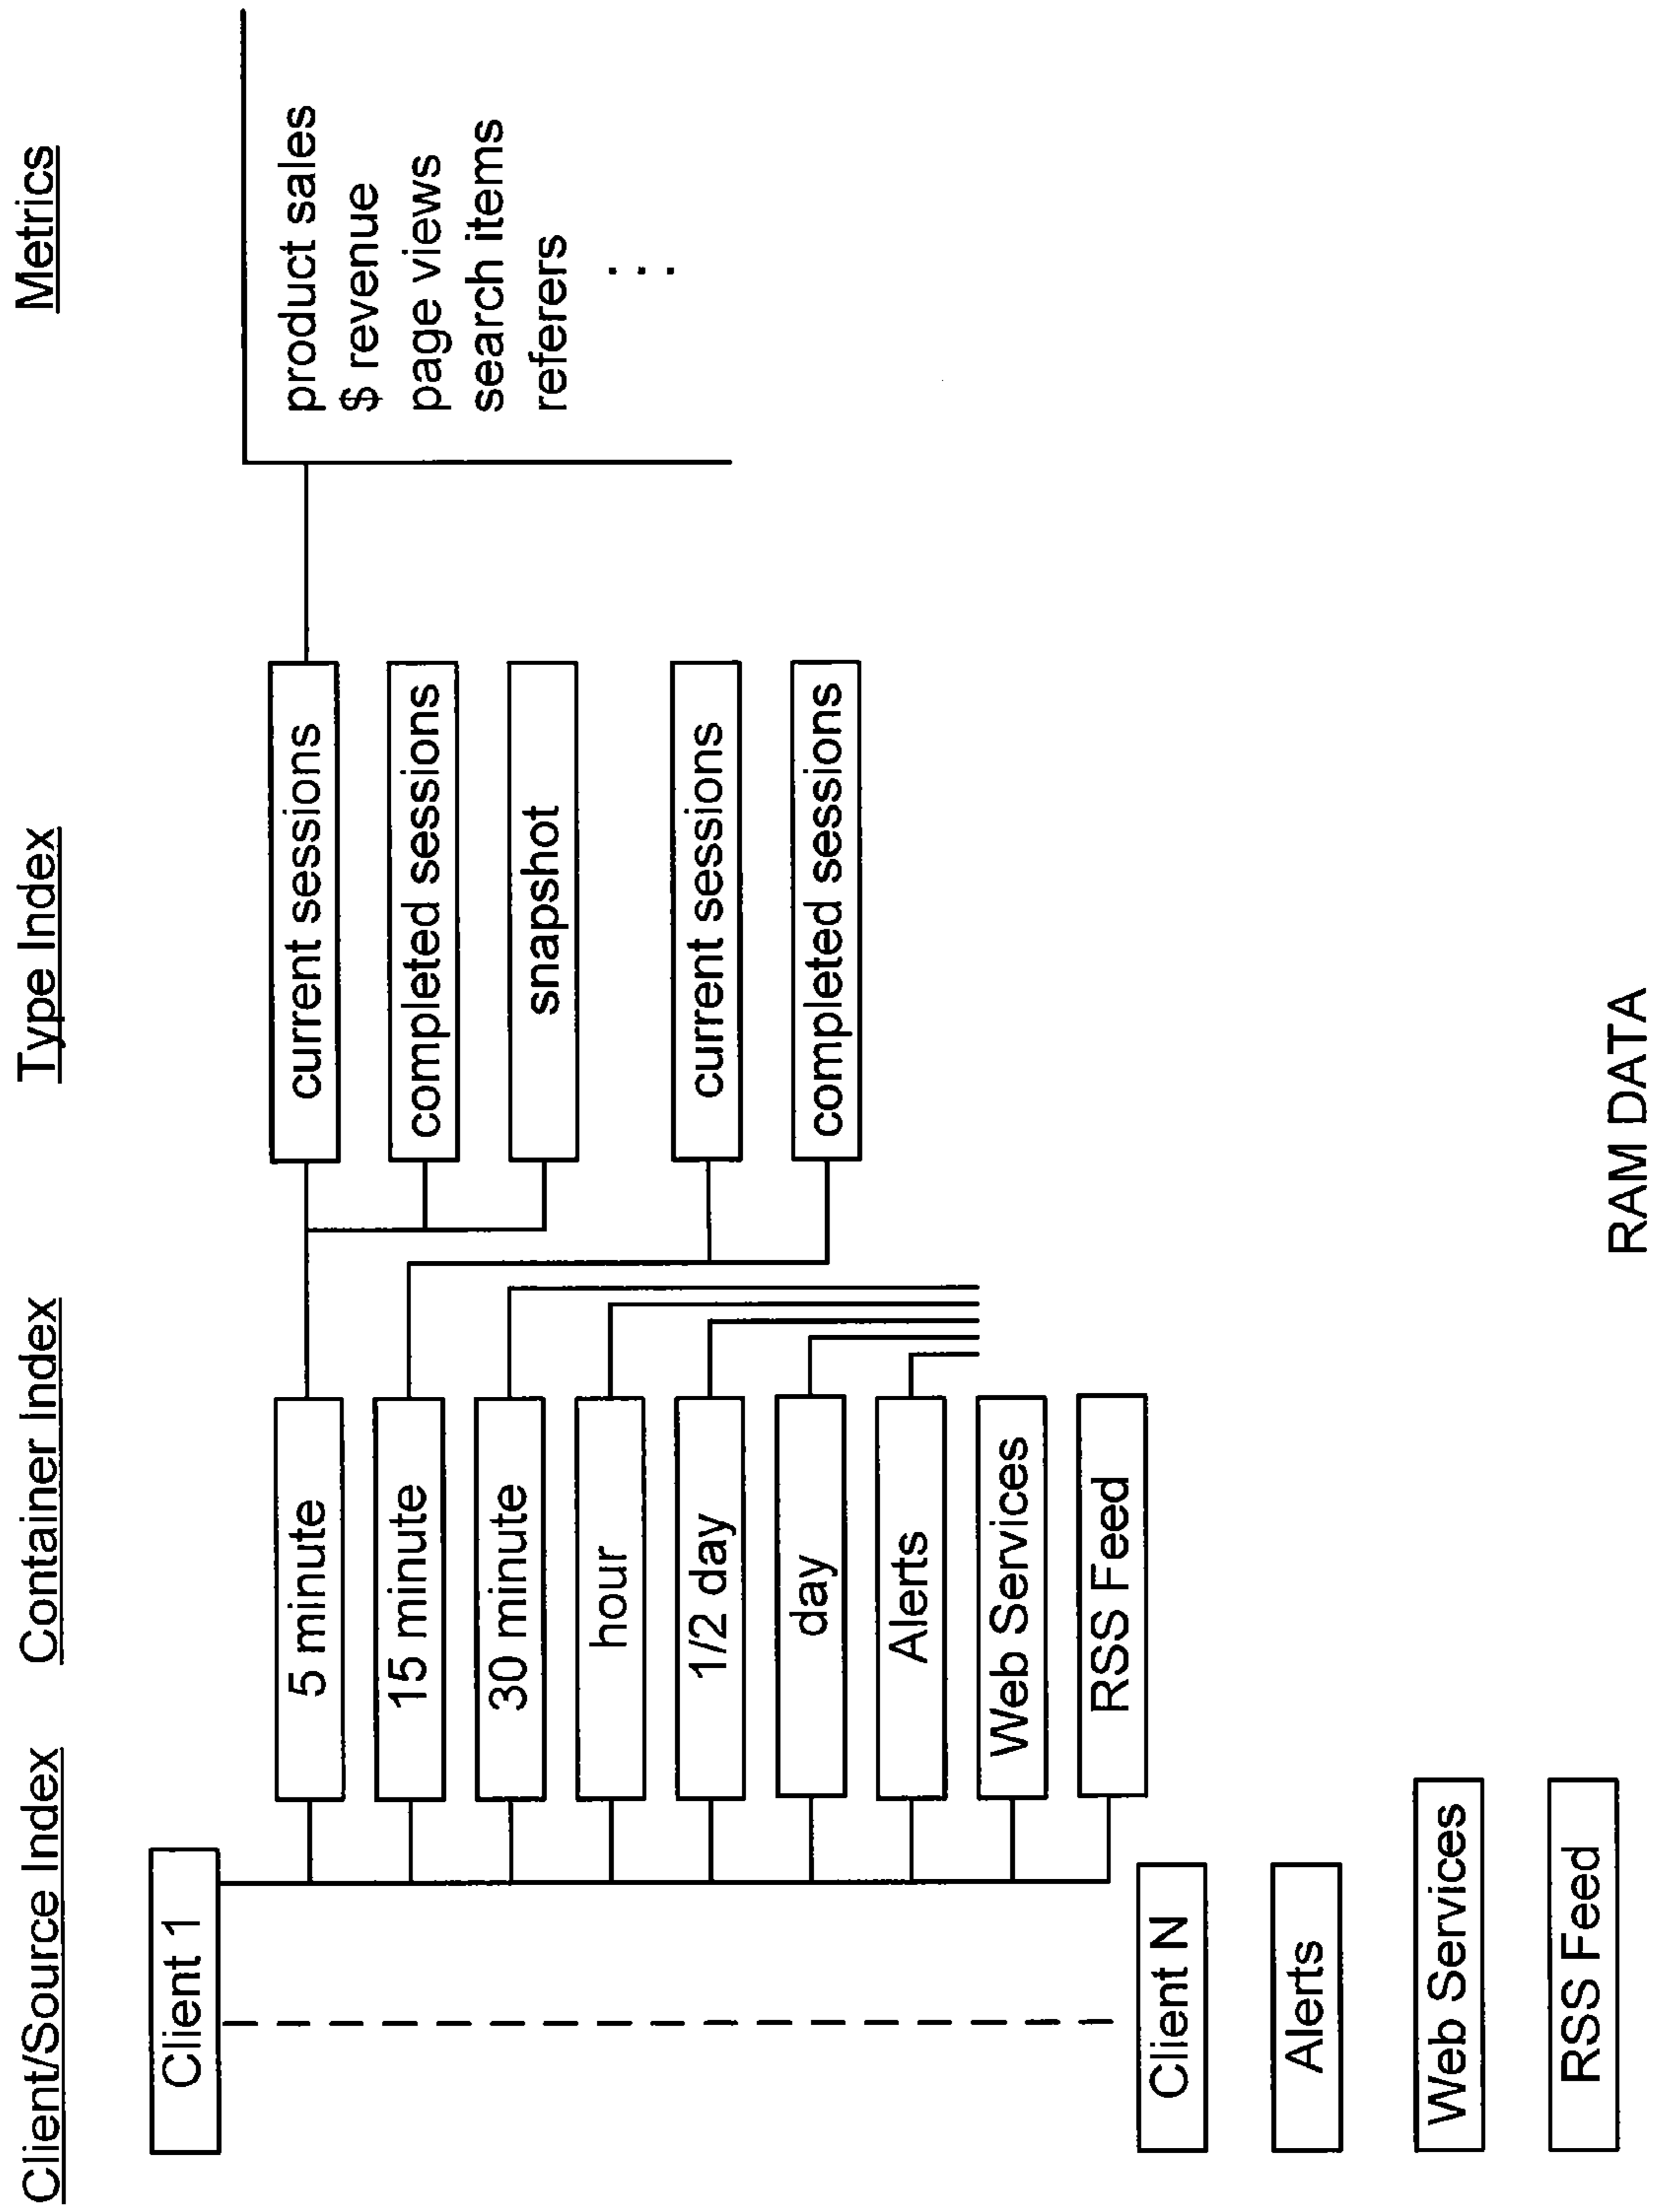 Client/Source Index
Container Index
Type Index
Metrics
Client 1
5 minute
15 minute
30 minute
hour
1/2 day
day
Alerts
Web Services
RSS Feed
current sessions
completed sessions
snapshot
current sessions
completed sessions
product sales
$ revenue
page views
search items
referers
...
Client N
Alerts
Web Services
RSS Feed
RAM DATA